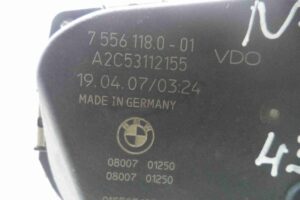 7 556 118.0-01
VDO
A2C53112155
19.04.07/03:24
MADE IN GERMANY
BMW
08007 01250
08007 01250